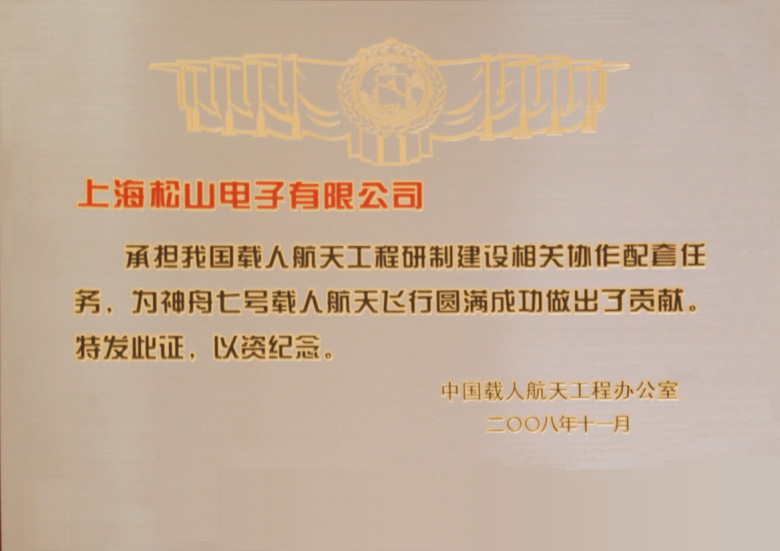 上海松山电子有限公司
承担我国载人航天工程研制建设相关协作配套任
务，为神舟七号载人航天飞行圆满成功做出了贡献。
特发此证，以资纪念。
中国载人航天工程办公室
二〇〇八年十一月